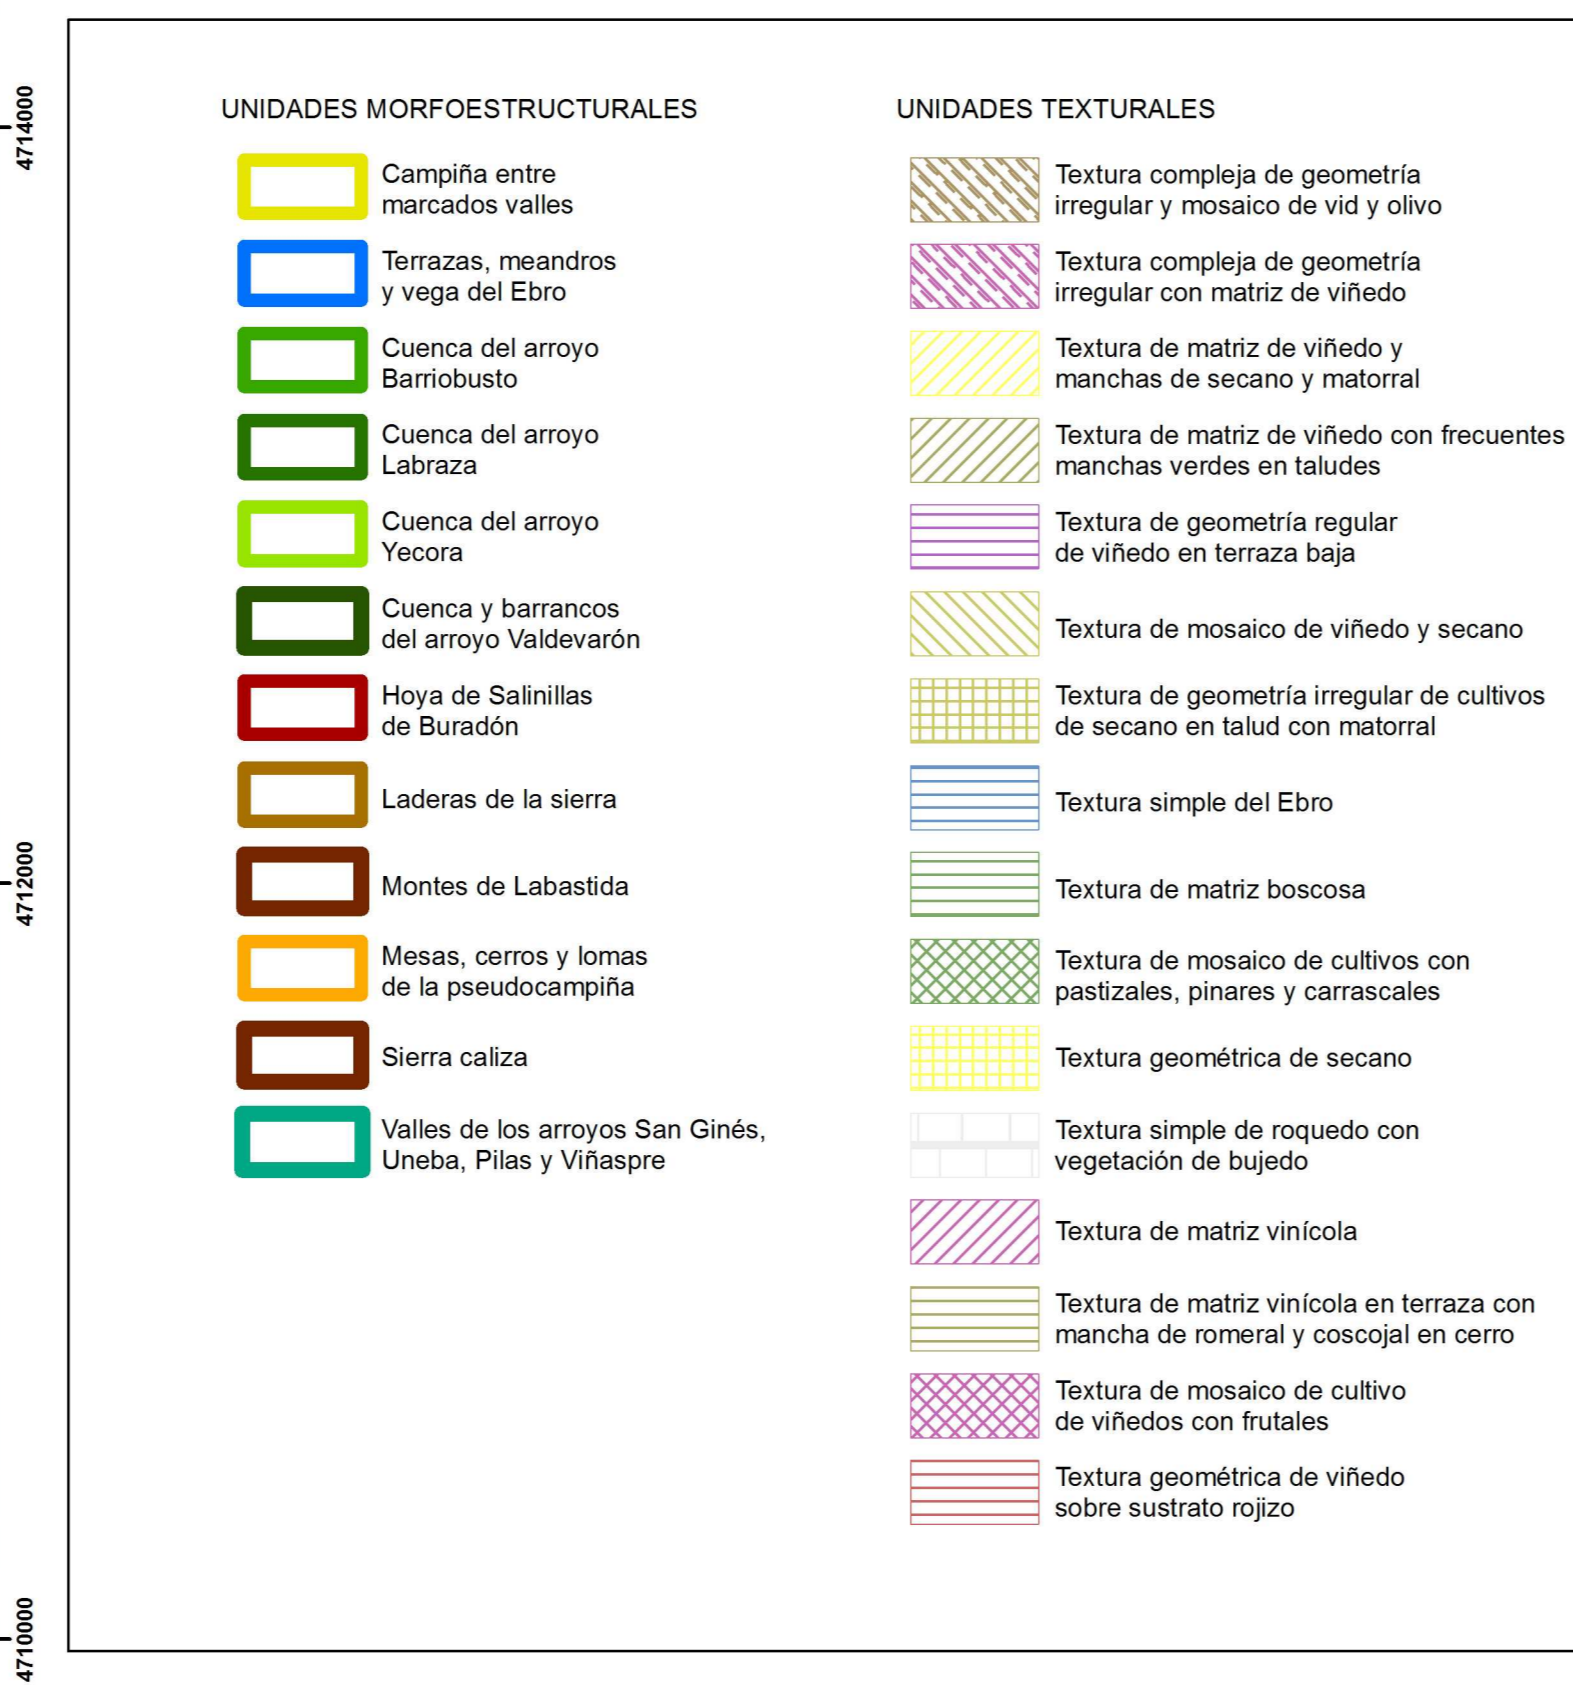 4714000
4712000
4710000
UNIDADES MORFOESTRUCTURALES
Campiña entre
marcados valles
Terrazas, meandros
y vega del Ebro
Cuenca del arroyo
Barriobusto
Cuenca del arroyo
Labraza
Cuenca del arroyo
Yecora
Cuenca y barrancos
del arroyo Valdevarón
Hoya de Salinillas
de Buradón
Laderas de la sierra
Montes de Labastida
Mesas, cerros y lomas
de la pseudocampiña
Sierra caliza
Valles de los arroyos San Ginés,
Uneba, Pilas y Viñaspre
UNIDADES TEXTURALES
Textura compleja de geometría
irregular y mosaico de vid y olivo
Textura compleja de geometría
irregular con matriz de viñedo
Textura de matriz de viñedo y
manchas de secano y matorral
Textura de matriz de viñedo con frecuentes
manchas verdes en taludes
Textura de geometría regular
de viñedo en terraza baja
Textura de mosaico de viñedo y secano
Textura de geometría irregular de cultivos
de secano en talud con matorral
Textura simple del Ebro
Textura de matriz boscosa
Textura de mosaico de cultivos con
pastizales, pinares y carrascales
Textura geométrica de secano
Textura simple de roquedo con
vegetación de bujedo
Textura de matriz vinícola
Textura de matriz vinícola en terraza con
mancha de romeral y coscojal en cerro
Textura de mosaico de cultivo
de viñedos con frutales
Textura geométrica de viñedo
sobre sustrato rojizo